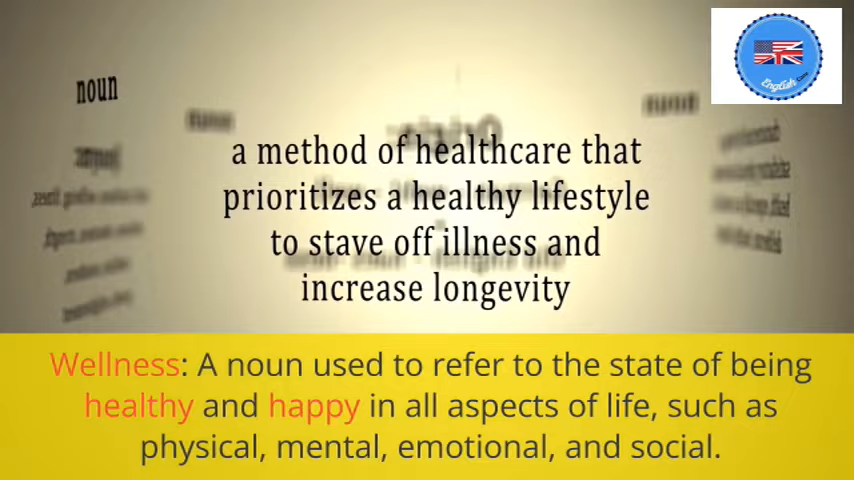 noun
a method of healthcare that
prioritizes a healthy lifestyle
to stave off illness and
increase longevity
Wellness: A noun used to refer to the state of being
healthy and happy in all aspects of life, such as
physical, mental, emotional, and social.
English Core